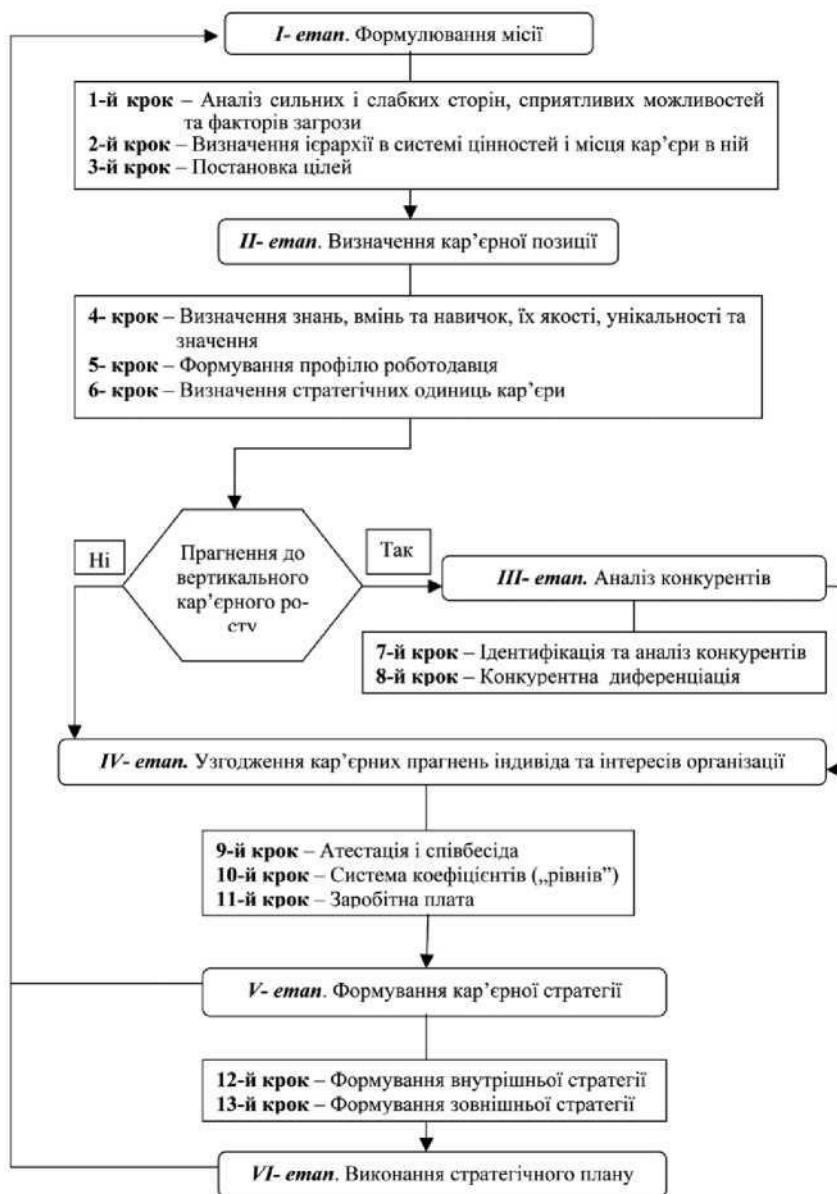 I- етап. Формулювання місії
1-й крок – Аналіз сильних і слабких сторін, сприятливих можливостей
та факторів загрози
2-й крок – Визначення ієрархії в системі цінностей і місця кар’єри в ній
3-й крок – Постановка цілей
II- етап. Визначення кар’єрної позиції
4- крок – Визначення знань, вмінь та навичок, їх якості, унікальності та
значення
5- крок – Формування профілю роботодавця
6- крок – Визначення стратегічних одиниць кар’єри
Ні
Прагнення до
вертикального
кар’єрного ро-
сту
Так
III- етап. Аналіз конкурентів
7-й крок – Ідентифікація та аналіз конкурентів
8-й крок – Конкурентна диференціація
IV- етап. Узгодження кар’єрних прагнень індивіда та інтересів організації
9-й крок – Атестація і співбесіда
10-й крок – Система коефіцієнтів („рівнів”)
11-й крок – Заробітна плата
V- етап. Формування кар’єрної стратегії
12-й крок – Формування внутрішньої стратегії
13-й крок – Формування зовнішньої стратегії
VI- етап. Виконання стратегічного плану